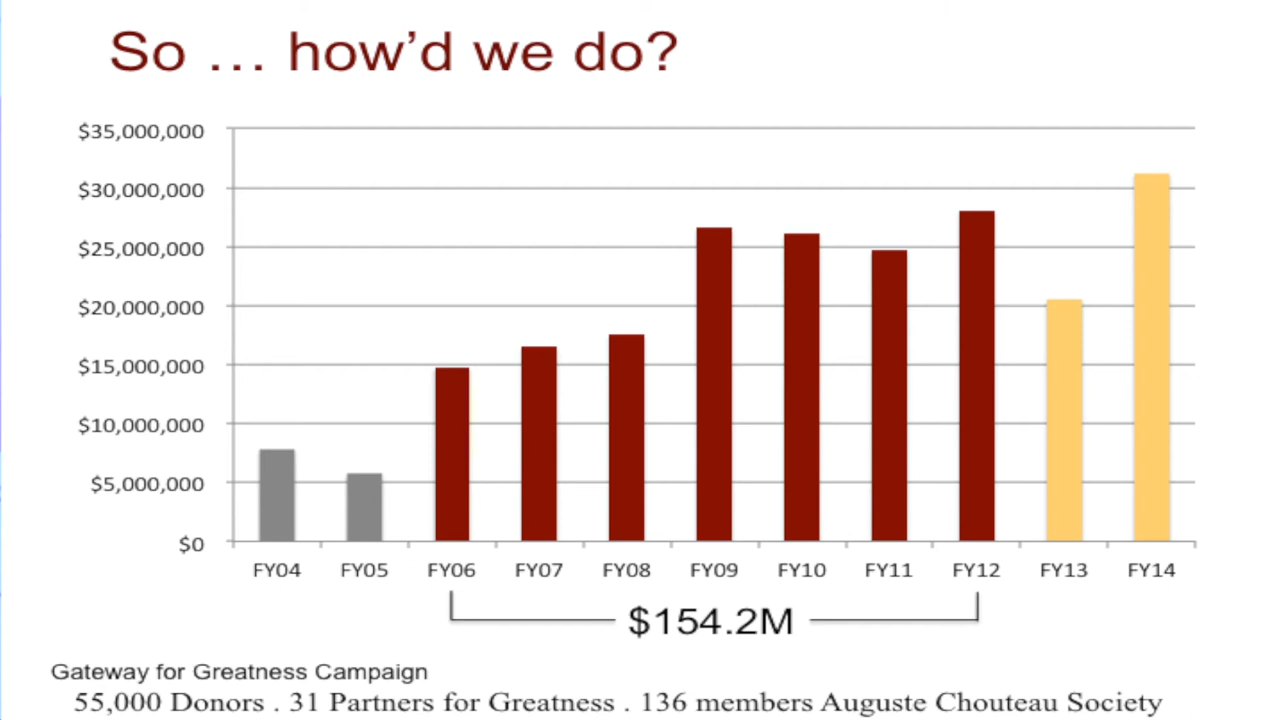 So … how’d we do?
$35,000,000
$30,000,000
$25,000,000
$20,000,000
$15,000,000
$10,000,000
$5,000,000
$0
FY04 FY05 FY06 FY07 FY08 FY09 FY10 FY11 FY12 FY13 FY14
$154.2M
Gateway for Greatness Campaign
55,000 Donors . 31 Partners for Greatness . 136 members Auguste Chouteau Society